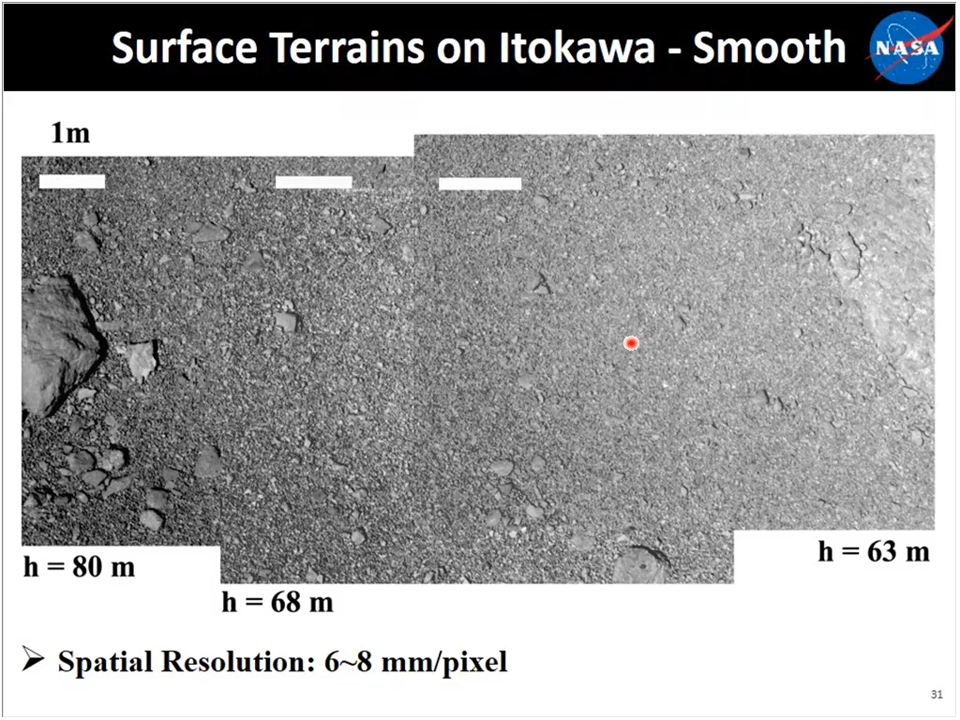 Surface Terrains on Itokawa - Smooth
NASA
1m
h = 80 m
h = 68 m
h = 63 m
➢ Spatial Resolution: 6~8 mm/pixel
31